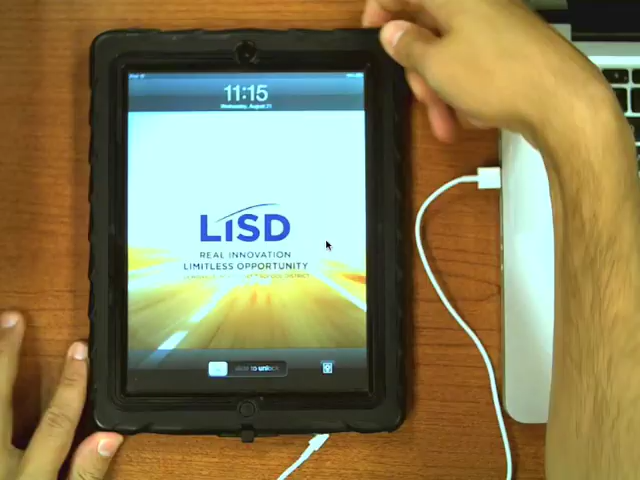 11:15
Wednesday, August 21
LISD
REAL INNOVATION
LIMITLESS OPPORTUNITY
slide to unlock